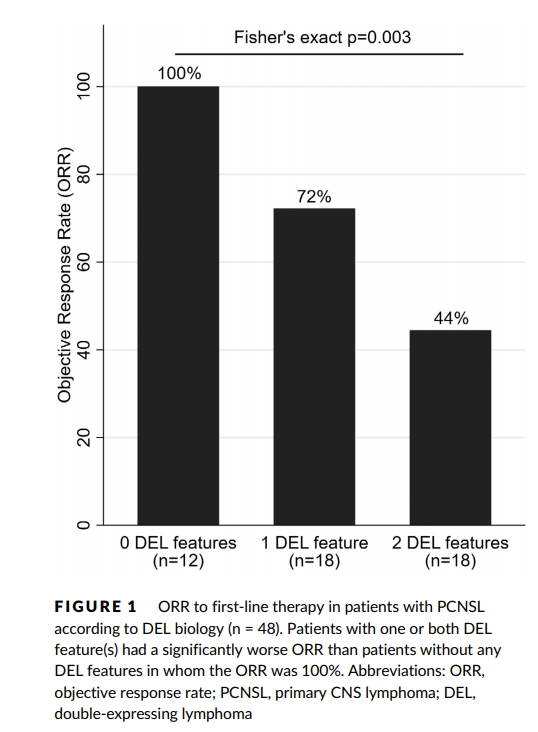 Fisher's exact p=0.003
100%
72%
44%
Objective Response Rate (ORR)
100
80
60
40
20
0
0 DEL features
(n=12)
1 DEL feature
(n=18)
2 DEL features
(n=18)
FIGURE 1 ORR to first-line therapy in patients with PCNSL
according to DEL biology (n = 48). Patients with one or both DEL
feature(s) had a significantly worse ORR than patients without any
DEL features in whom the ORR was 100%. Abbreviations: ORR,
objective response rate; PCNSL, primary CNS lymphoma; DEL,
double-expressing lymphoma